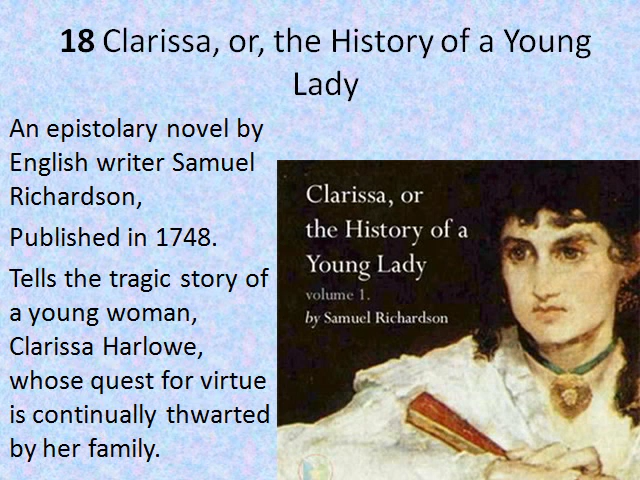 18 Clarissa, or, the History of a Young
Lady
An epistolary novel by
English writer Samuel
Richardson,
Published in 1748.
Tells the tragic story of
a young woman,
Clarissa Harlowe,
whose quest for virtue
is continually thwarted
by her family.
Clarissa, or
the History of a
Young Lady
volume 1.
by Samuel Richardson